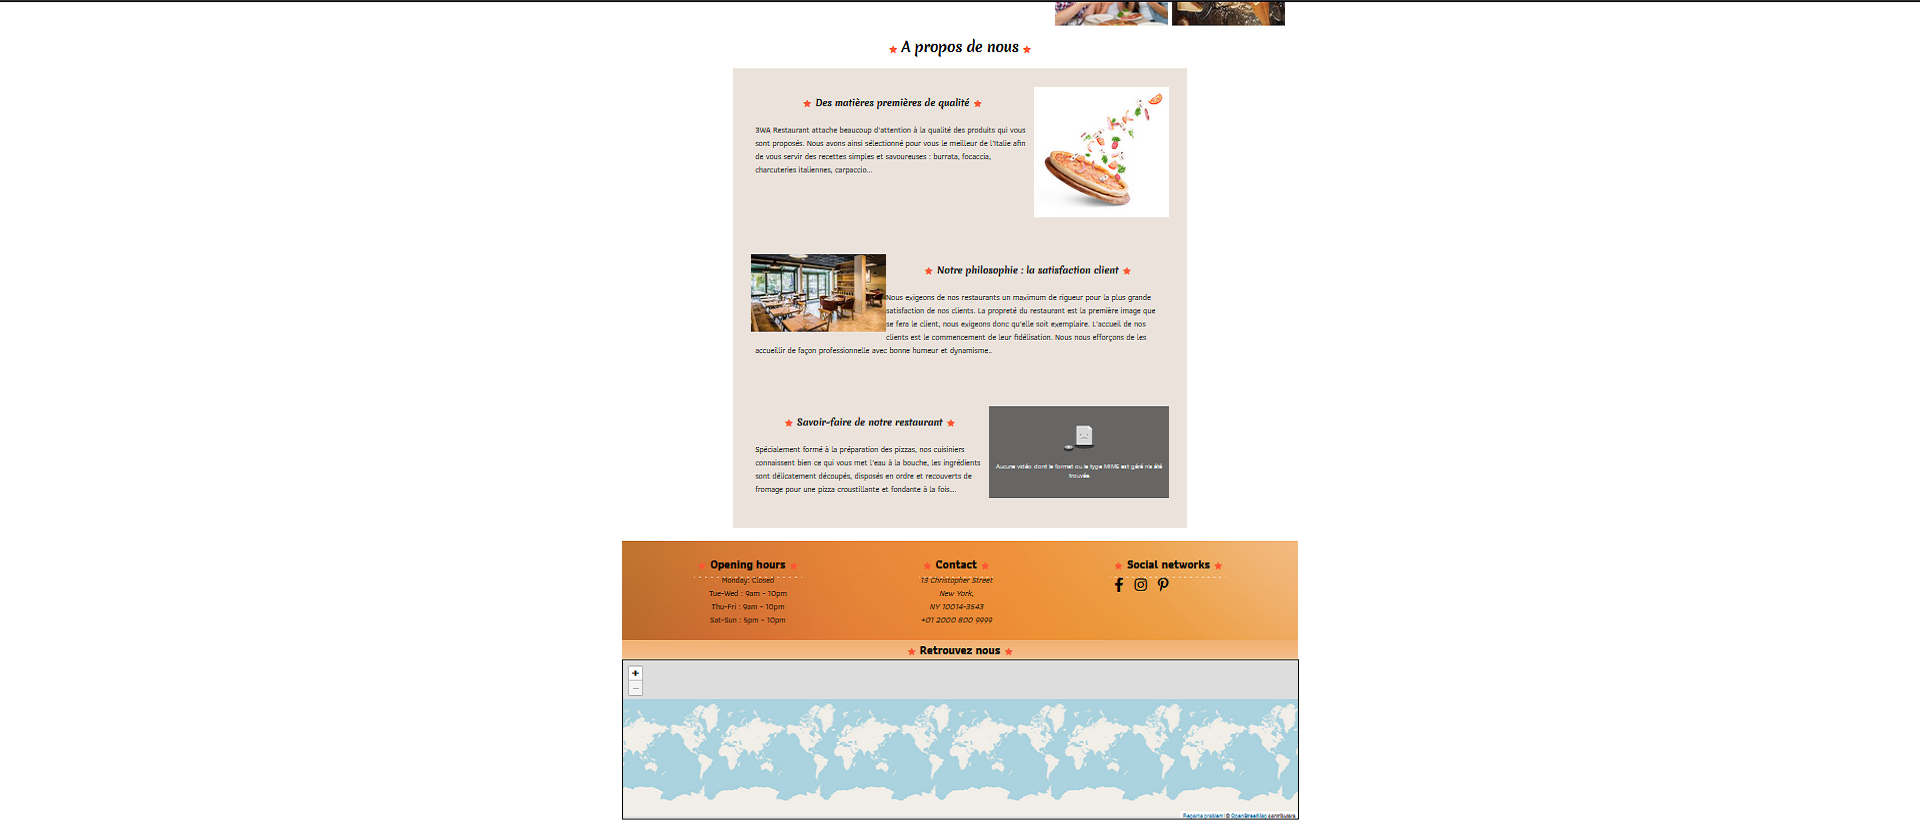 A propos de nous
Des matières premières de qualité
3WA Restaurant attache beaucoup d'attention à la qualité des produits qui vous
sont proposés. Nous avons ainsi sélectionné pour vous le meilleur de l'Italie afin
de vous servir des recettes simples et savoureuses : burrata, focaccia,
charcuteries italiennes, carpaccio...
Notre philosophie : la satisfaction client
Nous exigeons de nos restaurants un maximum de rigueur pour la plus grande
satisfaction de nos clients. La propreté du restaurant est la première image que
se fera le client, nous exigeons donc qu'elle soit exemplaire. L'accueil de nos
clients est le commencement de leur fidélisation. Nous nous efforçons de les
accueillir de façon professionnelle avec bonne humeur et dynamisme..
Savoir-faire de notre restaurant
Spécialement formé à la préparation des pizzas, nos cuisiniers
connaissent bien ce qui vous met l'eau à la bouche, les ingrédients
sont délicatement découpés, disposés en ordre et recouverts de
fromage pour une pizza croustillante et fondante à la fois....
Aucune vidéo dont le format ou le type MIME est géré n'a été
trouvée.
Opening hours
Monday: Closed
Tue-Wed : 9am - 10pm
Thu-Fri : 9am - 10pm
Sat-Sun : 5pm - 10pm
Contact
13 Christopher Street
New York,
NY 10014-3543
+01 2000 800 9999
Social networks
Retrouvez nous
+
−
Report a problem | © OpenStreetMap contributors